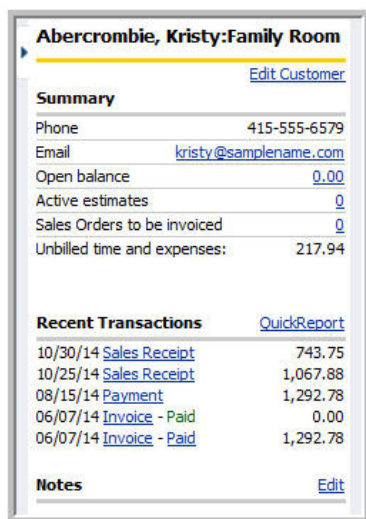 Abercrombie, Kristy:Family Room
Edit Customer
Summary
Phone 415-555-6579
Email kristy@samplename.com
Open balance 0.00
Active estimates 0
Sales Orders to be invoiced 0
Unbilled time and expenses: 217.94
Recent Transactions QuickReport
10/30/14 Sales Receipt 743.75
10/25/14 Sales Receipt 1,067.88
08/15/14 Payment 1,292.78
06/07/14 Invoice - Paid 0.00
06/07/14 Invoice - Paid 1,292.78
Notes Edit